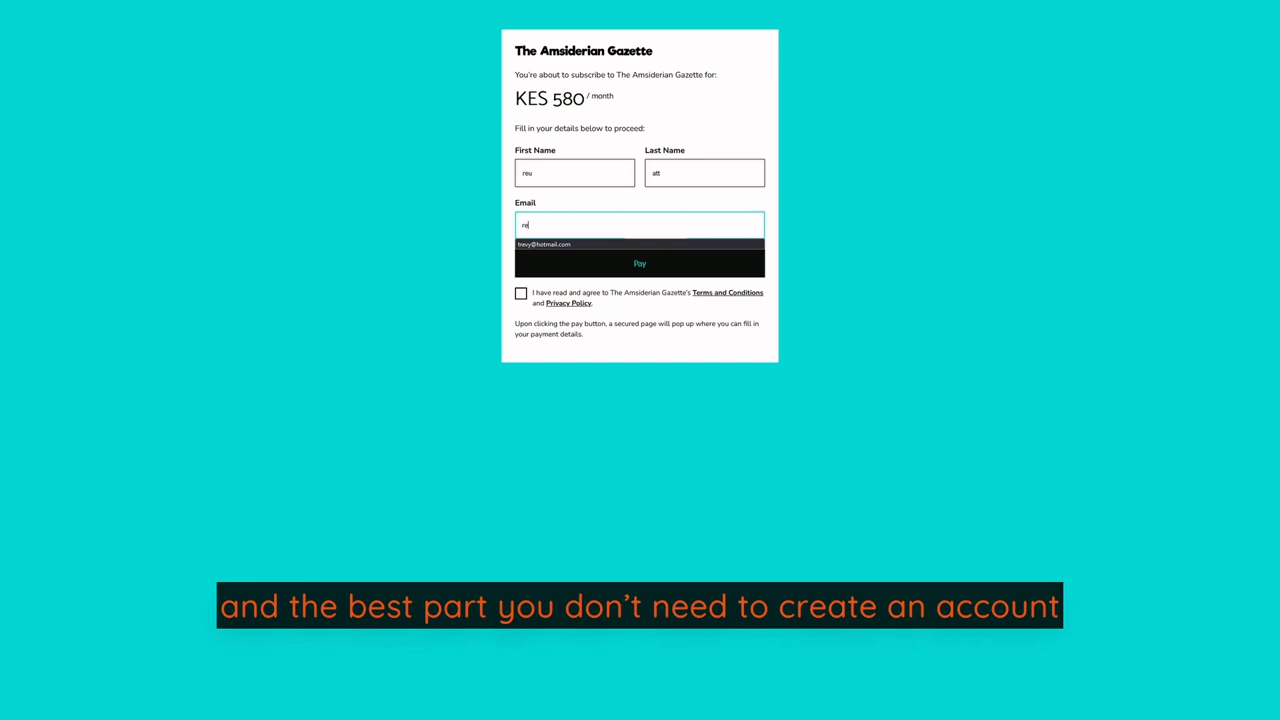 The Amsiderian Gazette
You're about to subscribe to The Amsiderian Gazette for:
KES 580 / month
Fill in your details below to proceed:
First Name Last Name
reu att
Email
re
trevy@hotmail.com
Pay
I have read and agree to The Amsiderian Gazette's Terms and Conditions
and Privacy Policy.
Upon clicking the pay button, a secured page will pop up where you can fill in
your payment details.
and the best part you don't need to create an account